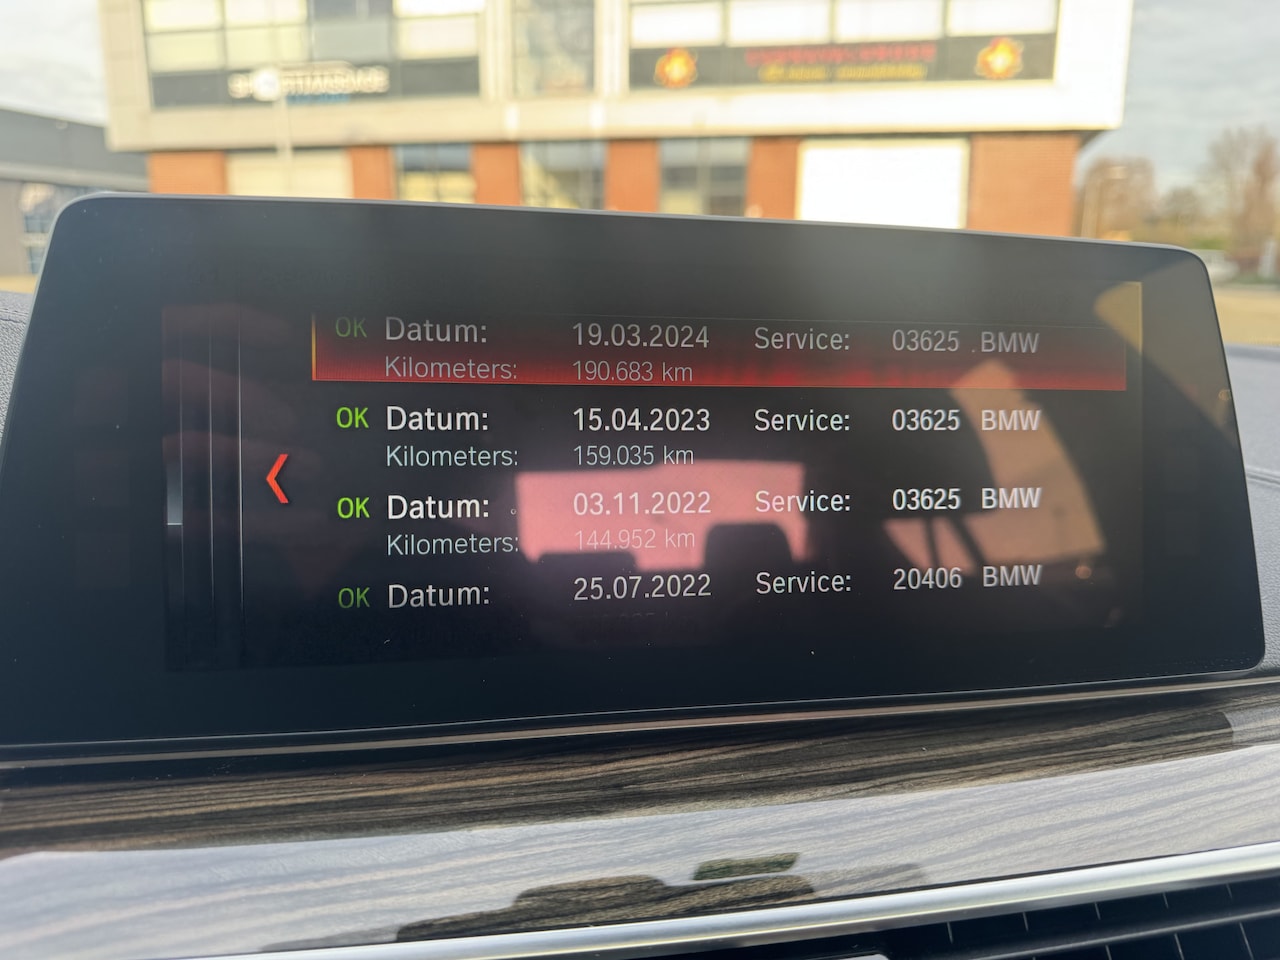 SPORTMASSAGE
OK Datum: 19.03.2024 Service: 03625 BMW
Kilometers: 190.683 km
OK Datum: 15.04.2023 Service: 03625 BMW
Kilometers: 159.035 km
OK Datum: 03.11.2022 Service: 03625 BMW
Kilometers: 144.952 km
OK Datum: 25.07.2022 Service: 20406 BMW